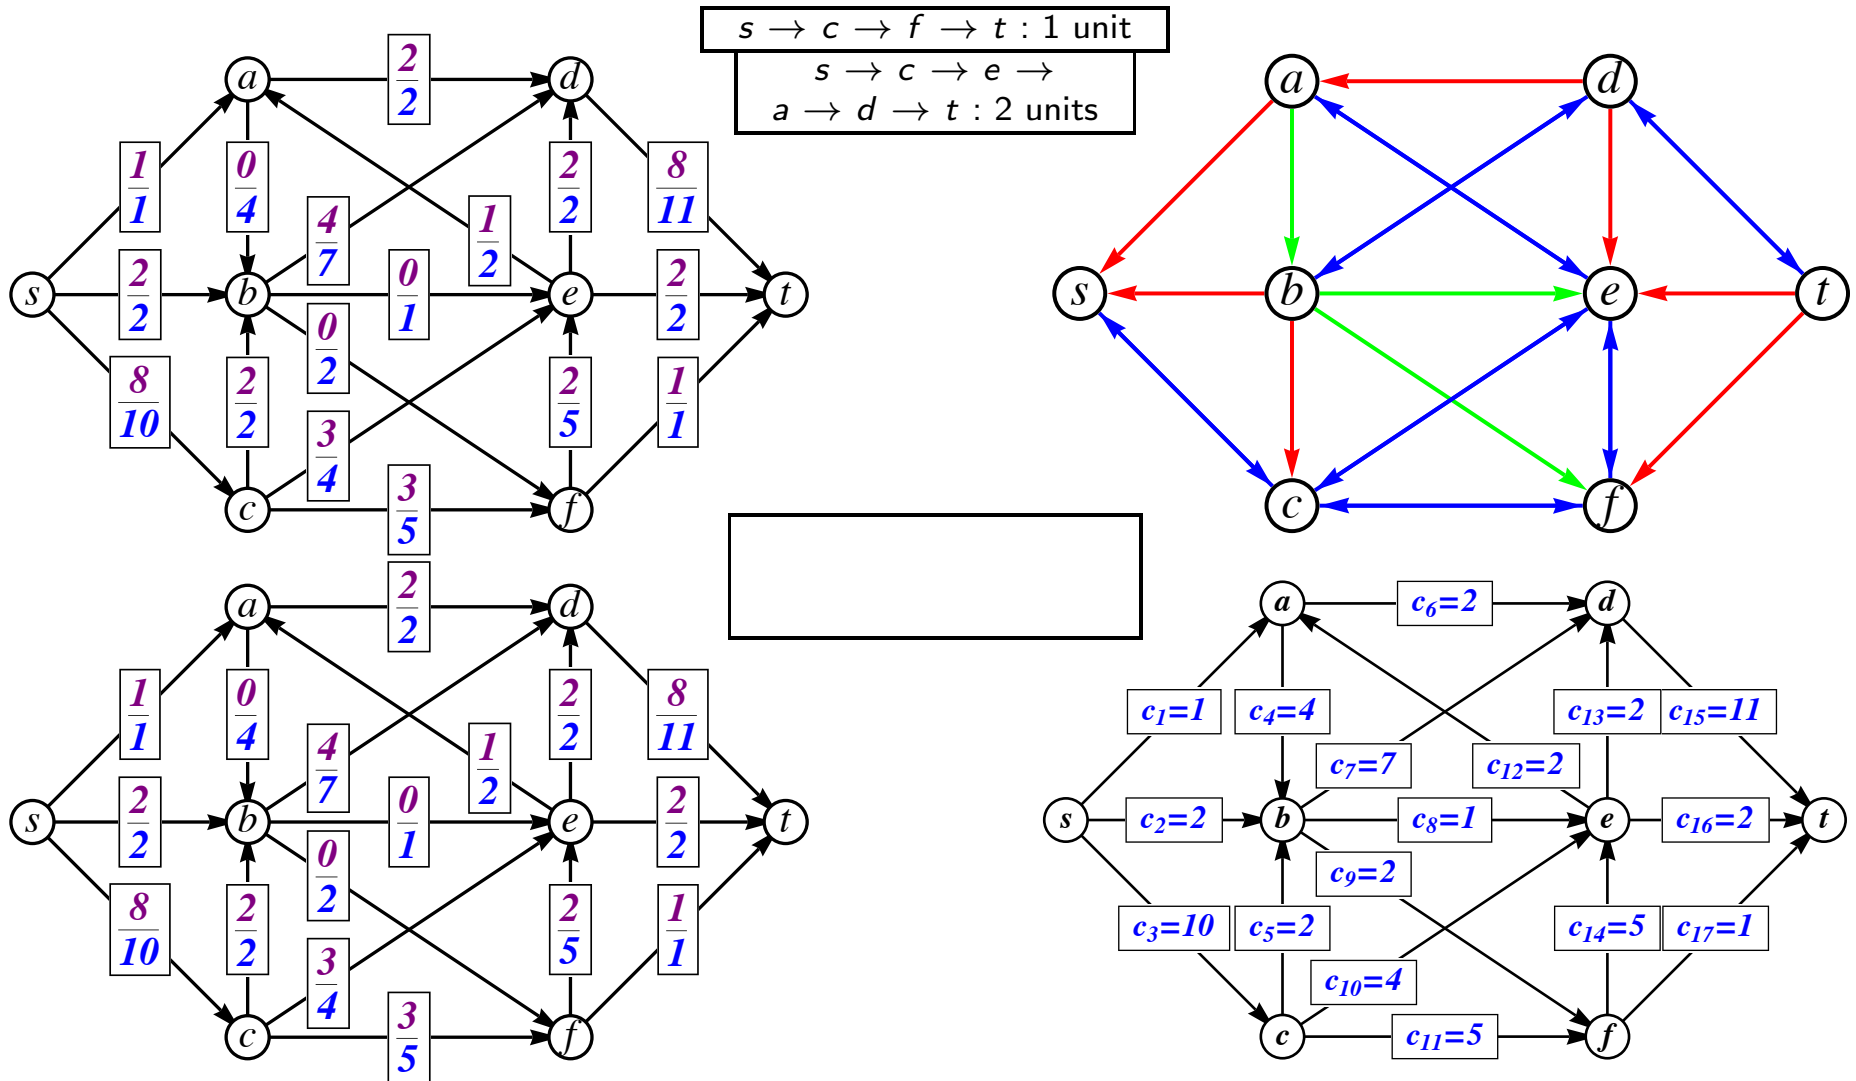 s → c → f → t : 1 unit
s → c → e →
a → d → t : 2 units
a
2
2
d
1
1
0
4
4
7
1
2
2
2
8
11
s
2
2
b
0
1
e
2
2
t
0
2
8
10
2
2
3
4
2
5
1
1
c
3
5
f
a
d
s
b
e
t
c
f
a
2
2
d
1
1
0
4
4
7
1
2
2
2
8
11
s
2
2
b
0
1
e
2
2
t
0
2
8
10
2
2
3
4
2
5
1
1
c
3
5
f
a
c6=2
d
c1=1
c4=4
c13=2
c15=11
c7=7
c12=2
s
c2=2
b
c8=1
e
c16=2
t
c9=2
c3=10
c5=2
c14=5
c17=1
c10=4
c
c11=5
f